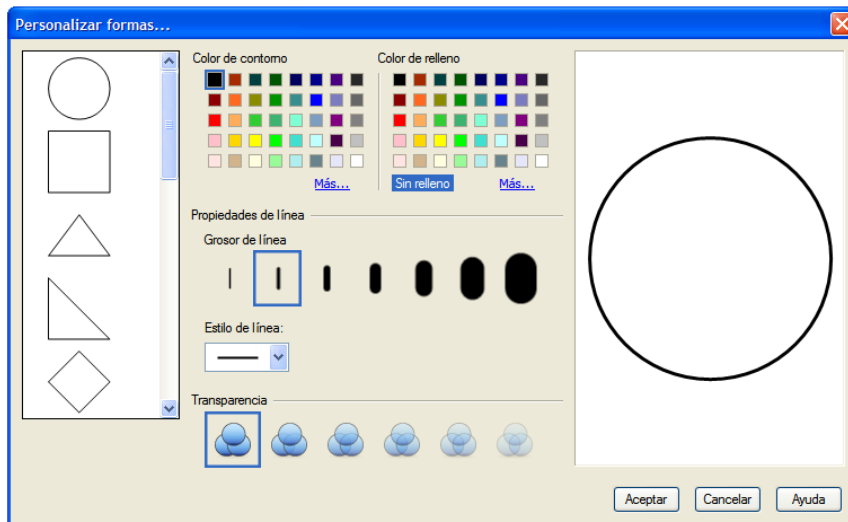 Personalizar formas...
Color de contorno
Color de relleno
Más...
Sin relleno
Más...
Propiedades de línea
Grosor de línea
Estilo de línea:
Transparencia
Aceptar
Cancelar
Ayuda